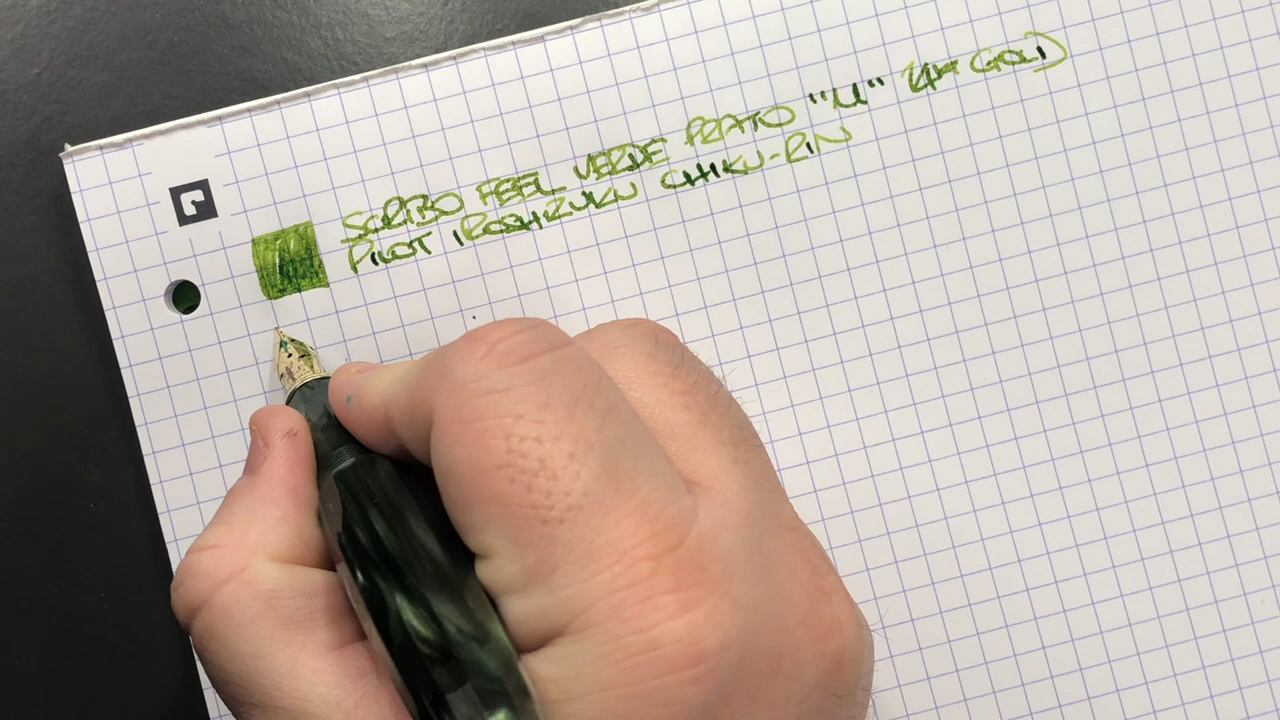 SCRIBO FEEL VERDE PRATO "M" 14K GOLD
PILOT IROSHIZUKU CHIKU-RIN